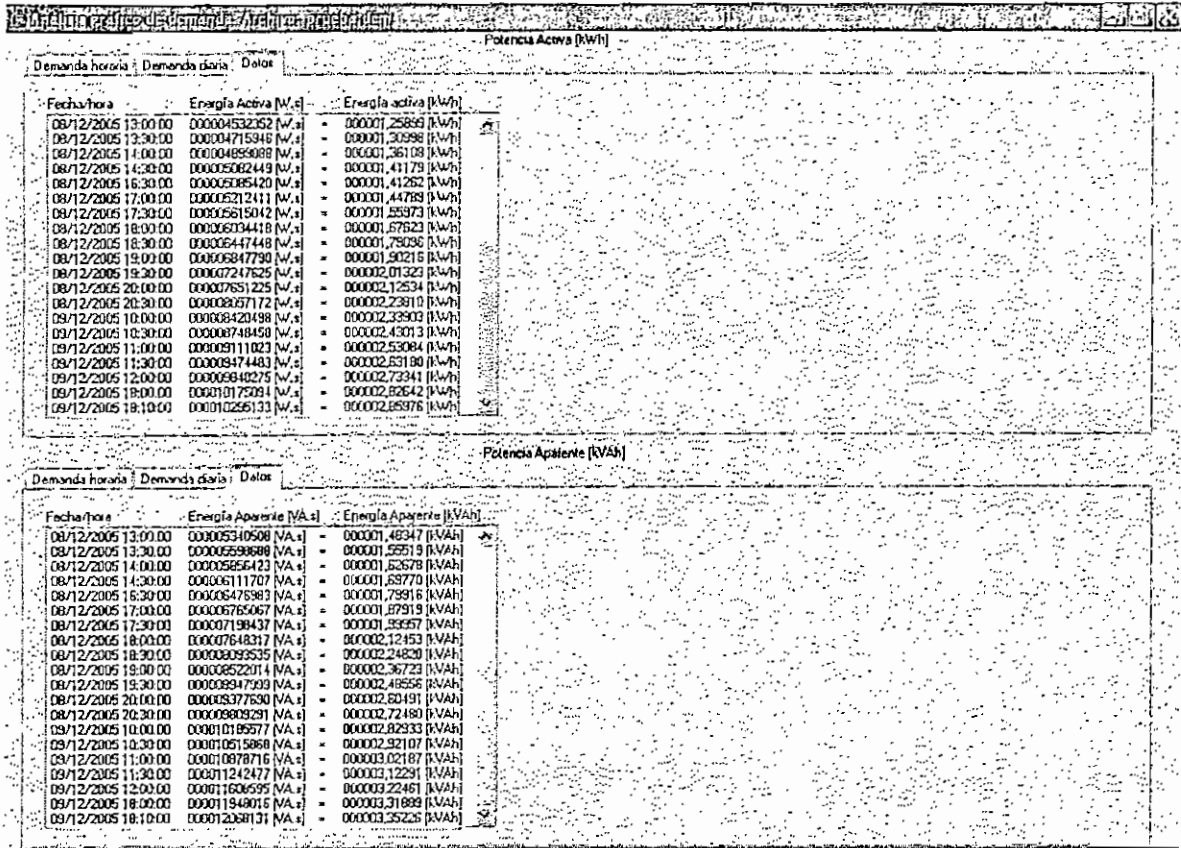 Análisis gráfico de demanda
Potencia Activa [kWh]
Demanda horaria Demanda diaria Datos
Fecha/hora Energía Activa [W.s] Energía activa [kWh]
08/12/2005 13:00:00 000004532352 [W.s] = 000001,25899 [kWh]
08/12/2005 13:30:00 000004715946 [W.s] = 000001,30998 [kWh]
08/12/2005 14:00:00 000004899088 [W.s] = 000001,36108 [kWh]
08/12/2005 14:30:00 000005082449 [W.s] = 000001,41179 [kWh]
08/12/2005 16:30:00 000005085420 [W.s] = 000001,41262 [kWh]
08/12/2005 17:00:00 000005212411 [W.s] = 000001,44789 [kWh]
08/12/2005 17:30:00 000005615042 [W.s] = 000001,55973 [kWh]
08/12/2005 18:00:00 000006034418 [W.s] = 000001,67623 [kWh]
08/12/2005 18:30:00 000006447448 [W.s] = 000001,79096 [kWh]
08/12/2005 19:00:00 000006847790 [W.s] = 000001,90216 [kWh]
08/12/2005 19:30:00 000007247625 [W.s] = 000002,01323 [kWh]
08/12/2005 20:00:00 000007651225 [W.s] = 000002,12534 [kWh]
08/12/2005 20:30:00 000008057172 [W.s] = 000002,23810 [kWh]
09/12/2005 10:00:00 000008420498 [W.s] = 000002,33903 [kWh]
09/12/2005 10:30:00 000008748458 [W.s] = 000002,43013 [kWh]
09/12/2005 11:00:00 000009111023 [W.s] = 000002,53084 [kWh]
09/12/2005 11:30:00 000009474483 [W.s] = 000002,63180 [kWh]
09/12/2005 12:00:00 000009840275 [W.s] = 000002,73341 [kWh]
09/12/2005 18:00:00 000010175094 [W.s] = 000002,82642 [kWh]
09/12/2005 18:10:00 000010295133 [W.s] = 000002,85976 [kWh]
Potencia Aparente [kVAh]
Demanda horaria Demanda diaria Datos
Fecha/hora Energía Aparente [VA.s] Energía Aparente [kVAh]
08/12/2005 13:00:00 000005340508 [VA.s] = 000001,48347 [kVAh]
08/12/2005 13:30:00 000005598688 [VA.s] = 000001,55519 [kVAh]
08/12/2005 14:00:00 000005856423 [VA.s] = 000001,62678 [kVAh]
08/12/2005 14:30:00 000006111707 [VA.s] = 000001,69770 [kVAh]
08/12/2005 16:30:00 000006476983 [VA.s] = 000001,79916 [kVAh]
08/12/2005 17:00:00 000006765067 [VA.s] = 000001,87919 [kVAh]
08/12/2005 17:30:00 000007198437 [VA.s] = 000001,99957 [kVAh]
08/12/2005 18:00:00 000007648317 [VA.s] = 000002,12453 [kVAh]
08/12/2005 18:30:00 000008093535 [VA.s] = 000002,24820 [kVAh]
08/12/2005 19:00:00 000008522014 [VA.s] = 000002,36723 [kVAh]
08/12/2005 19:30:00 000008947999 [VA.s] = 000002,48556 [kVAh]
08/12/2005 20:00:00 000009377690 [VA.s] = 000002,60491 [kVAh]
08/12/2005 20:30:00 000009809291 [VA.s] = 000002,72480 [kVAh]
09/12/2005 10:00:00 000010185577 [VA.s] = 000002,82933 [kVAh]
09/12/2005 10:30:00 000010515868 [VA.s] = 000002,92107 [kVAh]
09/12/2005 11:00:00 000010878716 [VA.s] = 000003,02187 [kVAh]
09/12/2005 11:30:00 000011242477 [VA.s] = 000003,12291 [kVAh]
09/12/2005 12:00:00 000011608595 [VA.s] = 000003,22461 [kVAh]
09/12/2005 18:00:00 000011948016 [VA.s] = 000003,31889 [kVAh]
09/12/2005 18:10:00 000012068131 [VA.s] = 000003,35226 [kVAh]